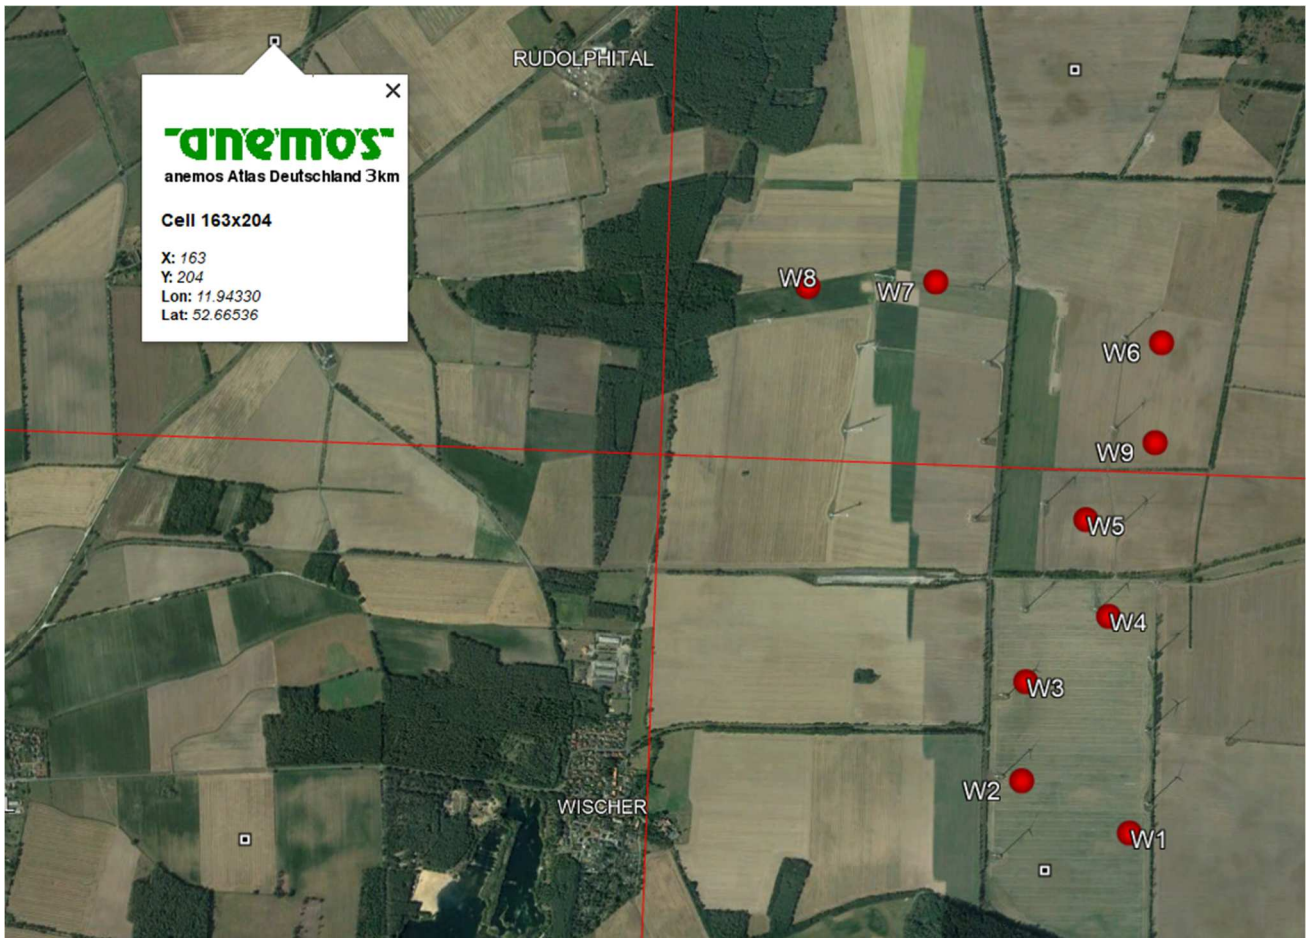 RUDOLPHITAL
×
anemos
anemos Atlas Deutschland 3km
Cell 163x204
X: 163
Y: 204
Lon: 11.94330
Lat: 52.66536
W8
W7
W6
W9
W5
W4
W3
W2
WISCHER
W1